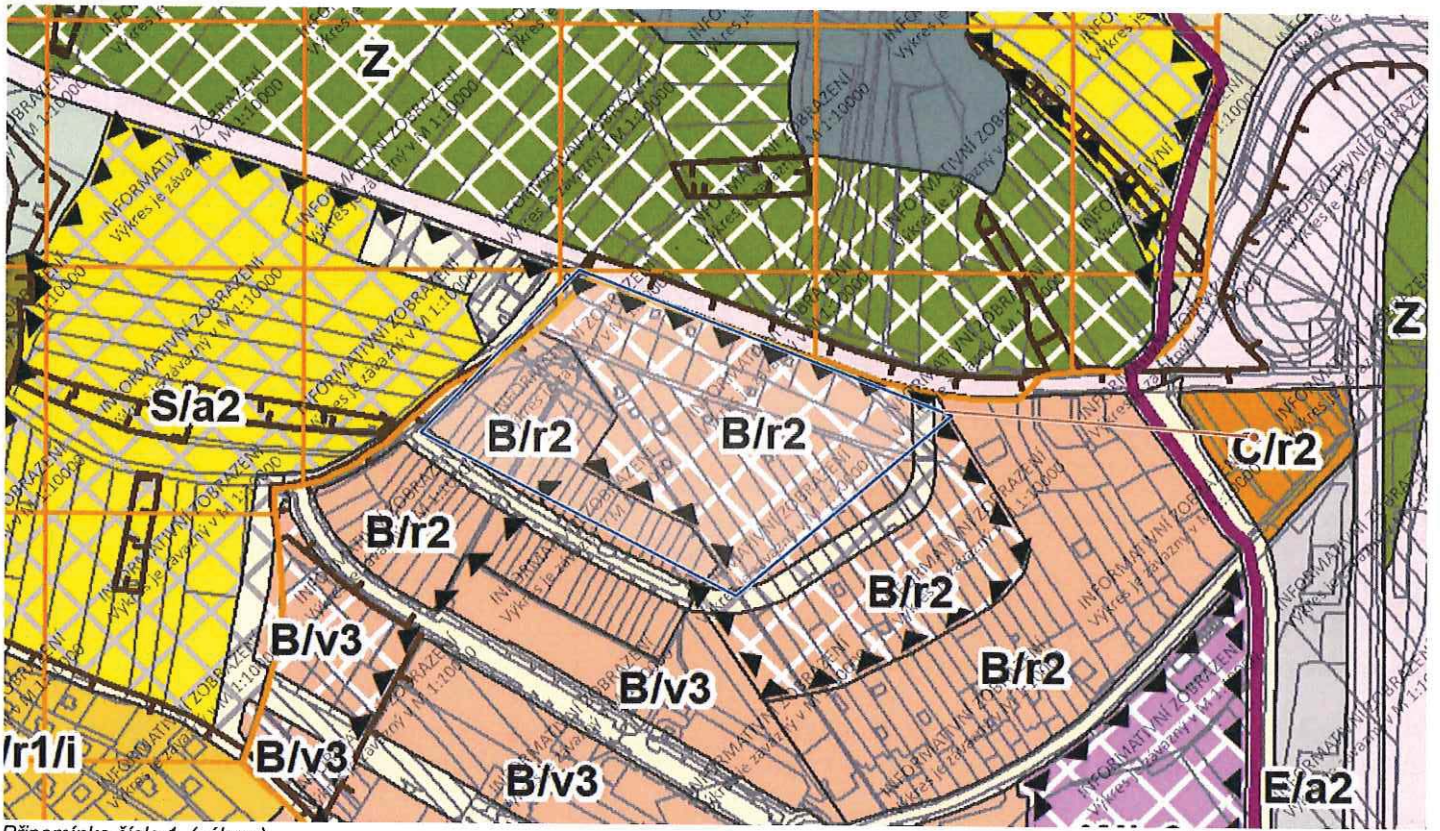 Z
INFORMATIVNÍ ZOBRAZENÍ
Výkres je závazný v M 1:10000
Z
S/a2
B/r2
B/r2
C/r2
B/r2
B/r2
B/v3
B/r2
B/v3
/r1/i
B/v3
B/v3
E/a2